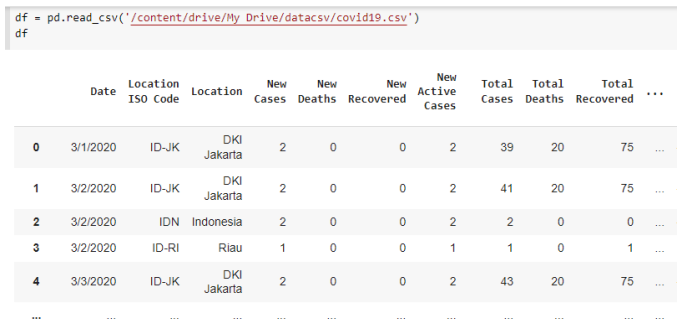 df = pd.read_csv('/content/drive/My Drive/datacsv/covid19.csv')
df
Date Location ISO Code Location New Cases New Deaths New Recovered New Active Cases Total Cases Total Deaths Total Recovered ...
0 3/1/2020 ID-JK DKI Jakarta 2 0 0 2 39 20 75 ...
1 3/2/2020 ID-JK DKI Jakarta 2 0 0 2 41 20 75 ...
2 3/2/2020 IDN Indonesia 2 0 0 2 2 0 0 ...
3 3/2/2020 ID-RI Riau 1 0 0 1 1 0 1 ...
4 3/3/2020 ID-JK DKI Jakarta 2 0 0 2 43 20 75 ...
... ... ... ... ... ... ... ... ... ... ... ...